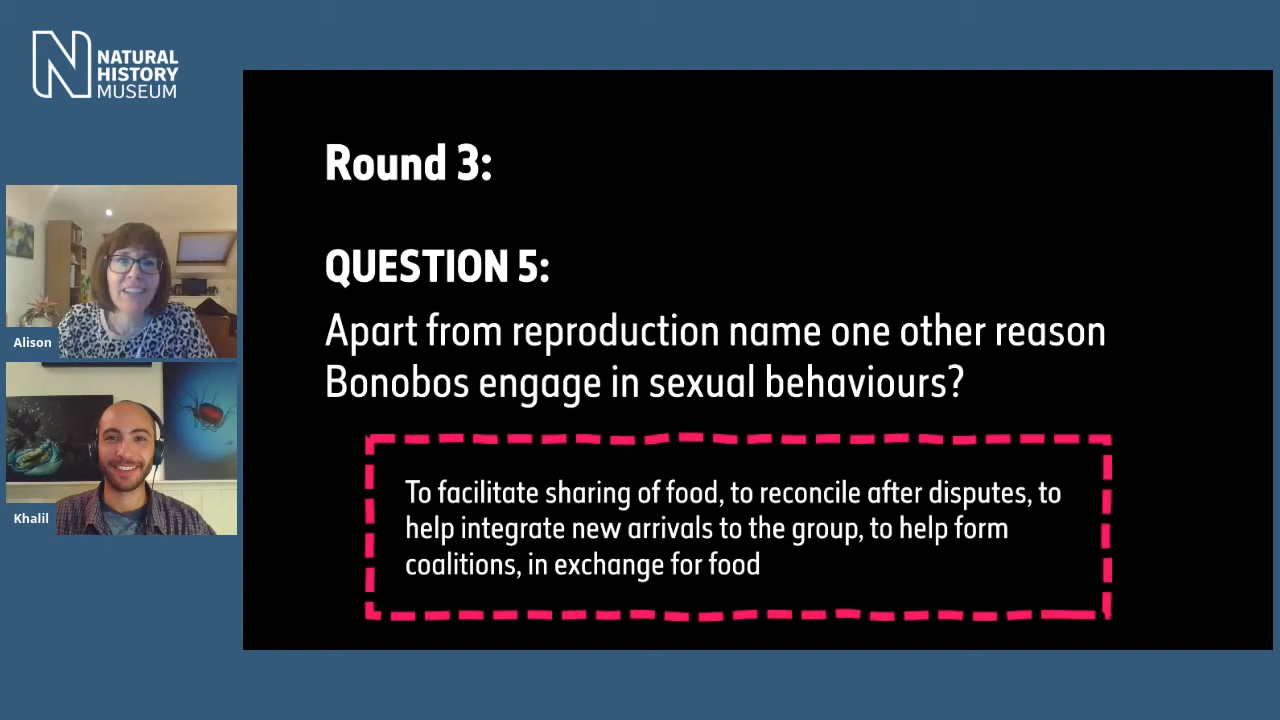 NATURAL
HISTORY
MUSEUM
Round 3:
QUESTION 5:
Apart from reproduction name one other reason
Bonobos engage in sexual behaviours?
To facilitate sharing of food, to reconcile after disputes, to
help integrate new arrivals to the group, to help form
coalitions, in exchange for food
Alison
Khalil